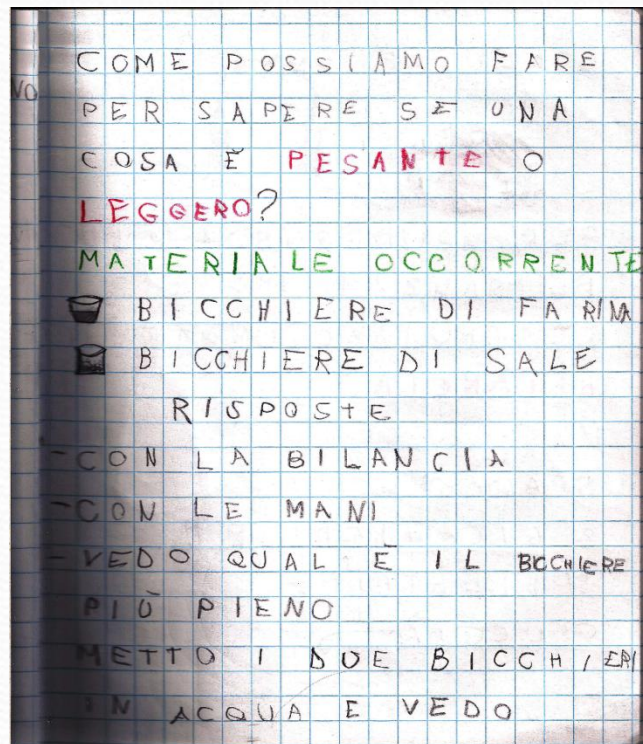 VO
COME POSSIAMO FARE
PER SAPERE SE UNA
COSA È PESANTE O
LEGGERO?
MATERIALE OCCORRENTE
BICCHIERE DI FARINA
BICCHIERE DI SALE
RISPOSTE
-CON LA BILANCIA
-CON LE MANI
-VEDO QUAL È IL BICCHIERE
PIÙ PIENO
METTO I DUE BICCHIERI
IN ACQUA E VEDO